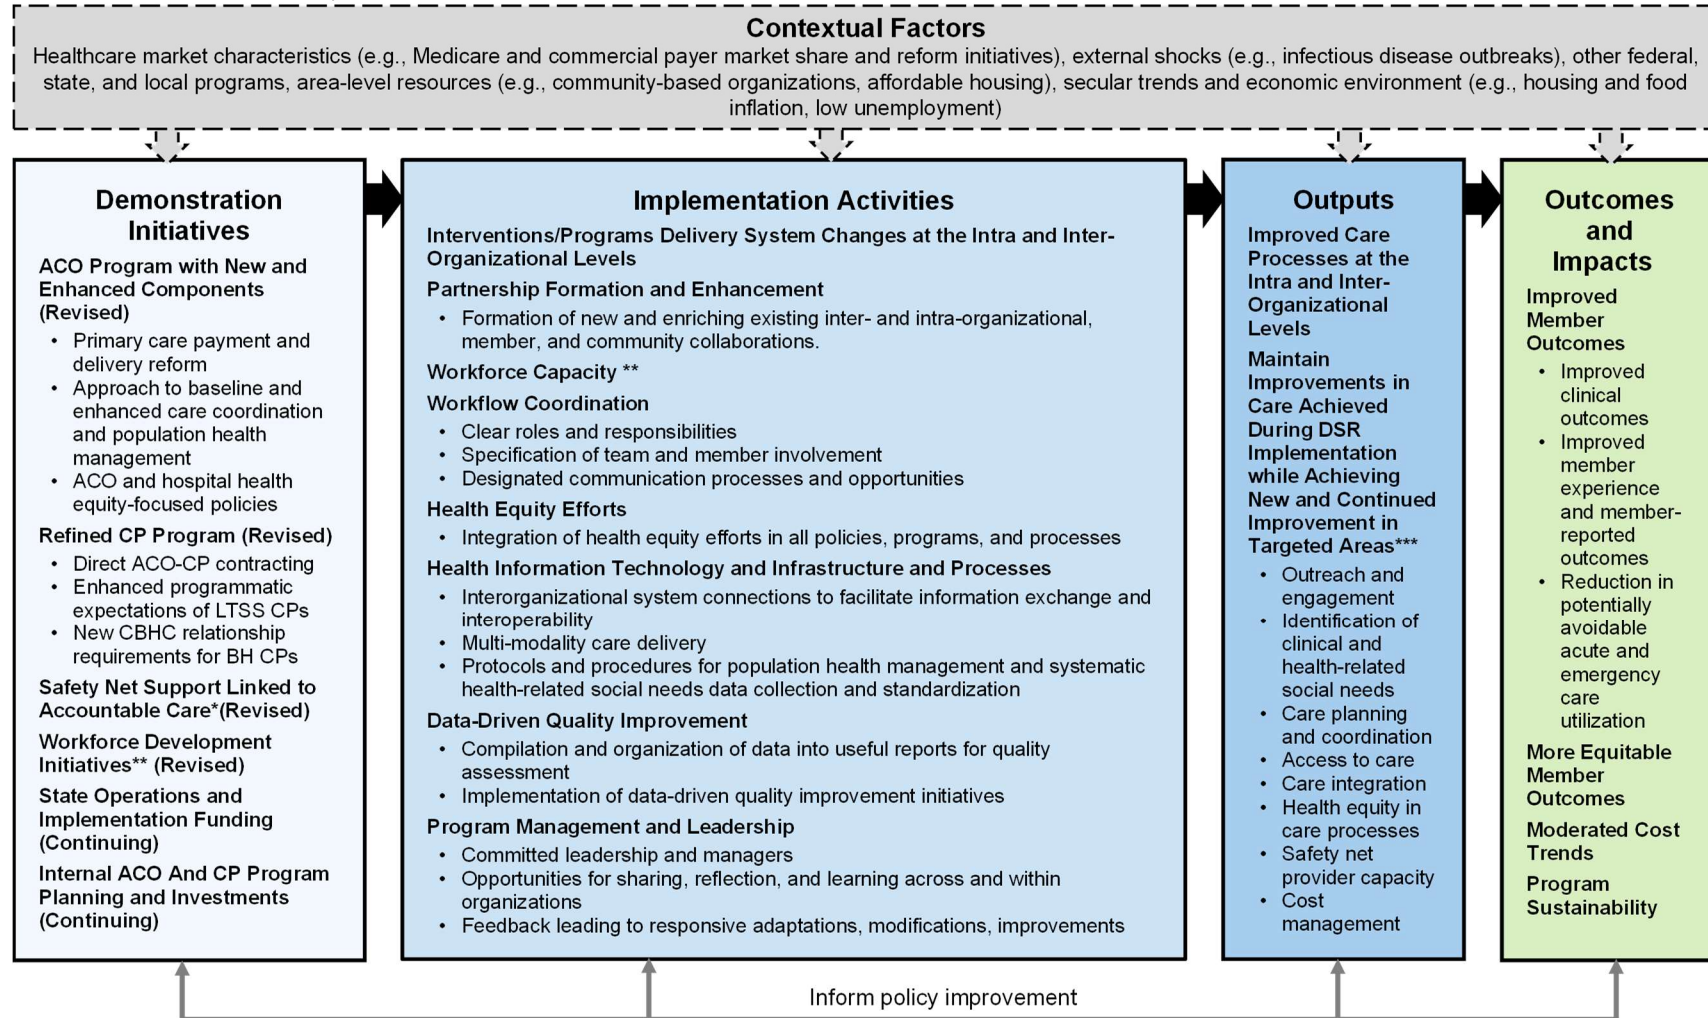 Contextual Factors
Healthcare market characteristics (e.g., Medicare and commercial payer market share and reform initiatives), external shocks (e.g., infectious disease outbreaks), other federal,
state, and local programs, area-level resources (e.g., community-based organizations, affordable housing), secular trends and economic environment (e.g., housing and food
inflation, low unemployment)
Demonstration
Initiatives
ACO Program with New and
Enhanced Components
(Revised)
• Primary care payment and
delivery reform
• Approach to baseline and
enhanced care coordination
and population health
management
• ACO and hospital health
equity-focused policies
Refined CP Program (Revised)
• Direct ACO-CP contracting
• Enhanced programmatic
expectations of LTSS CPs
• New CBHC relationship
requirements for BH CPs
Safety Net Support Linked to
Accountable Care*(Revised)
Workforce Development
Initiatives** (Revised)
State Operations and
Implementation Funding
(Continuing)
Internal ACO And CP Program
Planning and Investments
(Continuing)
Implementation Activities
Interventions/Programs Delivery System Changes at the Intra and Inter-
Organizational Levels
Partnership Formation and Enhancement
• Formation of new and enriching existing inter- and intra-organizational,
member, and community collaborations.
Workforce Capacity **
Workflow Coordination
• Clear roles and responsibilities
• Specification of team and member involvement
• Designated communication processes and opportunities
Health Equity Efforts
• Integration of health equity efforts in all policies, programs, and processes
Health Information Technology and Infrastructure and Processes
• Interorganizational system connections to facilitate information exchange and
interoperability
• Multi-modality care delivery
• Protocols and procedures for population health management and systematic
health-related social needs data collection and standardization
Data-Driven Quality Improvement
• Compilation and organization of data into useful reports for quality
assessment
• Implementation of data-driven quality improvement initiatives
Program Management and Leadership
• Committed leadership and managers
• Opportunities for sharing, reflection, and learning across and within
organizations
• Feedback leading to responsive adaptations, modifications, improvements
Outputs
Improved Care
Processes at the
Intra and Inter-
Organizational
Levels
Maintain
Improvements in
Care Achieved
During DSR
Implementation
while Achieving
New and Continued
Improvement in
Targeted Areas***
• Outreach and
engagement
• Identification of
clinical and
health-related
social needs
• Care planning
and coordination
• Access to care
• Care integration
• Health equity in
care processes
• Safety net
provider capacity
• Cost
management
Outcomes
and
Impacts
Improved
Member
Outcomes
• Improved
clinical
outcomes
• Improved
member
experience
and member-
reported
outcomes
• Reduction in
potentially
avoidable
acute and
emergency
care
utilization
More Equitable
Member
Outcomes
Moderated Cost
Trends
Program
Sustainability
Inform policy improvement